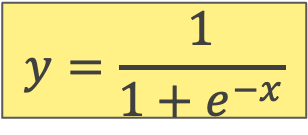 y = 1 / (1 + e^{-x})